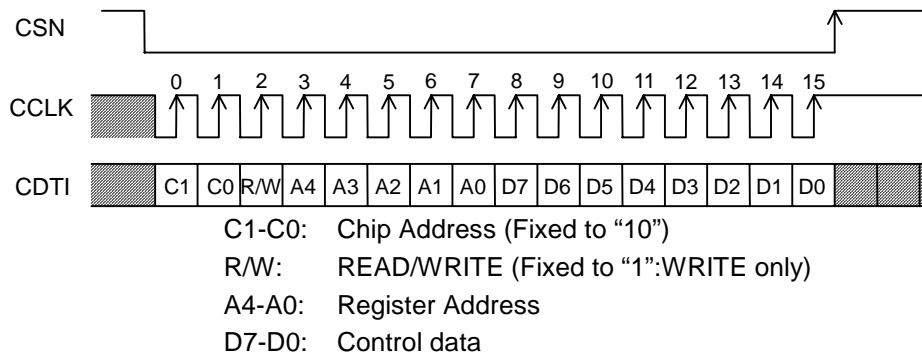 CSN
0 1 2 3 4 5 6 7 8 9 10 11 12 13 14 15
CCLK
CDTI C1 C0 R/W A4 A3 A2 A1 A0 D7 D6 D5 D4 D3 D2 D1 D0
C1-C0: Chip Address (Fixed to “10”)
R/W: READ/WRITE (Fixed to “1”:WRITE only)
A4-A0: Register Address
D7-D0: Control data